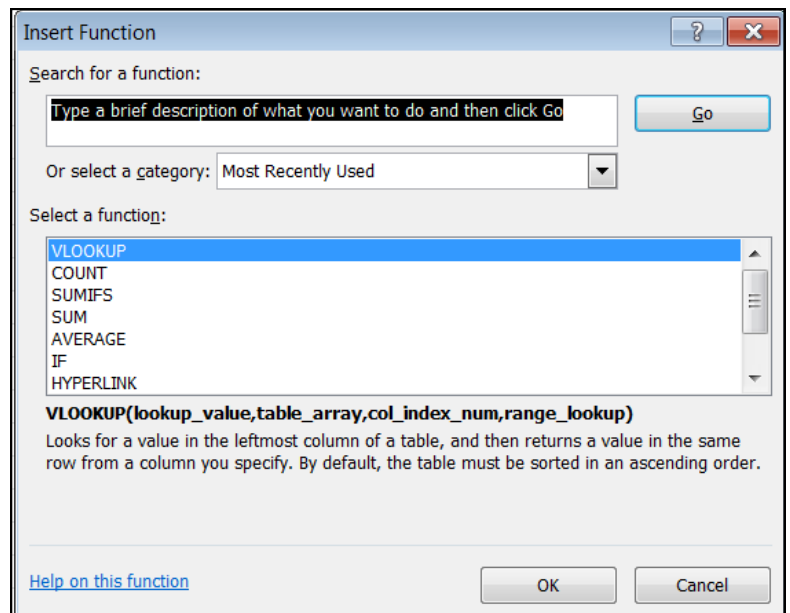 Insert Function
Search for a function:
Type a brief description of what you want to do and then click Go
Go
Or select a category: Most Recently Used
Select a function:
VLOOKUP
COUNT
SUMIFS
SUM
AVERAGE
IF
HYPERLINK
VLOOKUP(lookup_value,table_array,col_index_num,range_lookup)
Looks for a value in the leftmost column of a table, and then returns a value in the same
row from a column you specify. By default, the table must be sorted in an ascending order.
Help on this function
OK Cancel